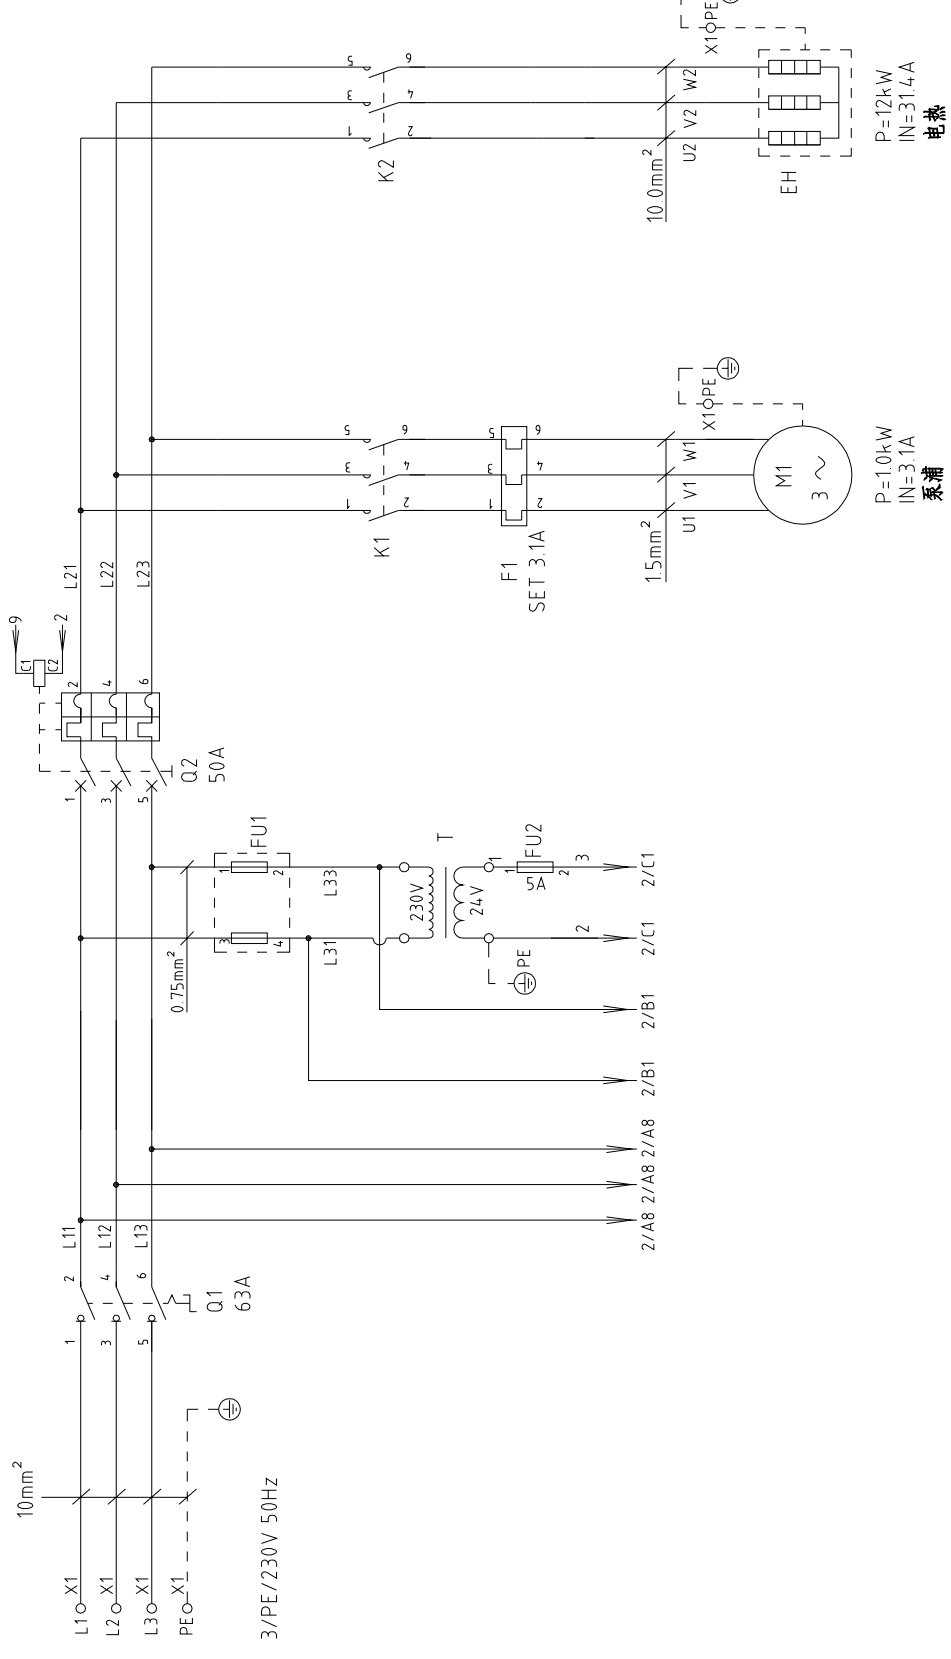 L1 X1
L2 X1
L3 X1
PE X1
10mm²
3/PE/230V 50Hz
1 2
3 4
5 6
Q1
63A
L11
L12
L13
2/A8
2/A8
2/A8
2/B1
2/B1
0.75mm²
3 4
1 2
FU1
L31
L33
230V
24V
T
PE
1
1 2
FU2
5A
2
3
2/C1
2/C1
1 2
3 4
5 6
Q2
50A
C1
C2
9
2
L21
L22
L23
1 2
3 4
5 6
K1
1 2
3 4
5 6
F1
SET 3.1A
1.5mm²
U1
V1
W1
X1 PE
M1
3 ~
P=1.0kW
IN=3.1A
泵浦
1 2
3 4
5 6
K2
10.0mm²
U2
V2
W2
X1 PE
EH
P=12kW
IN=31.4A
电热